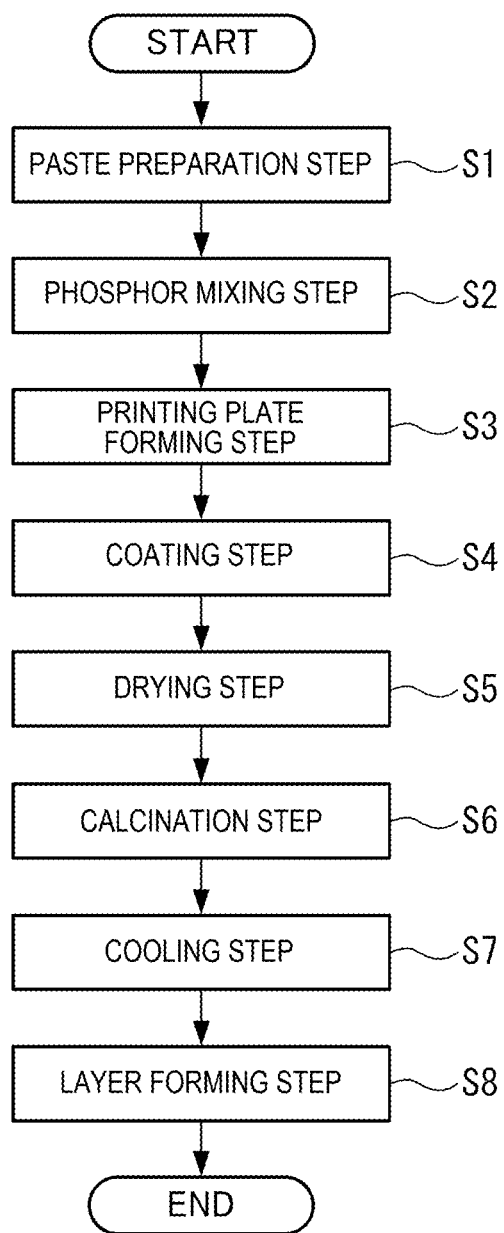 START
PASTE PREPARATION STEP S1
PHOSPHOR MIXING STEP S2
PRINTING PLATE
FORMING STEP S3
COATING STEP S4
DRYING STEP S5
CALCINATION STEP S6
COOLING STEP S7
LAYER FORMING STEP S8
END